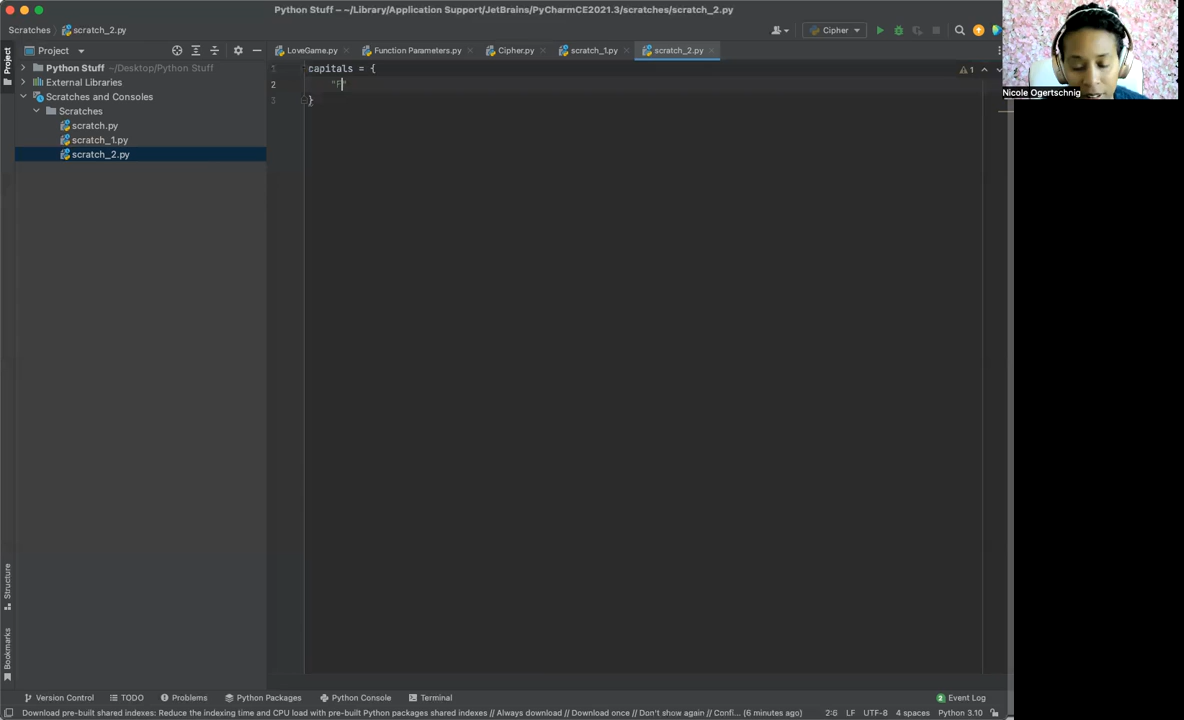 Python Stuff – ~/Library/Application Support/JetBrains/PyCharmCE2021.3/scratches/scratch_2.py
Scratches
scratch_2.py
Cipher
Project
Project
LoveGame.py
Function Parameters.py
Cipher.py
scratch_1.py
scratch_2.py
Python Stuff ~/Desktop/Python Stuff
External Libraries
Scratches and Consoles
Scratches
scratch.py
scratch_1.py
scratch_2.py
1 capitals = {
2 "F"
3 }
1
Nicole Ogertschnig
Structure
Bookmarks
Version Control
TODO
Problems
Python Packages
Python Console
Terminal
2 Event Log
Download pre-built shared indexes: Reduce the indexing time and CPU load with pre-built Python packages shared indexes // Always download // Download once // Don't show again // Confi... (6 minutes ago)
2:6 LF UTF-8 4 spaces Python 3.10